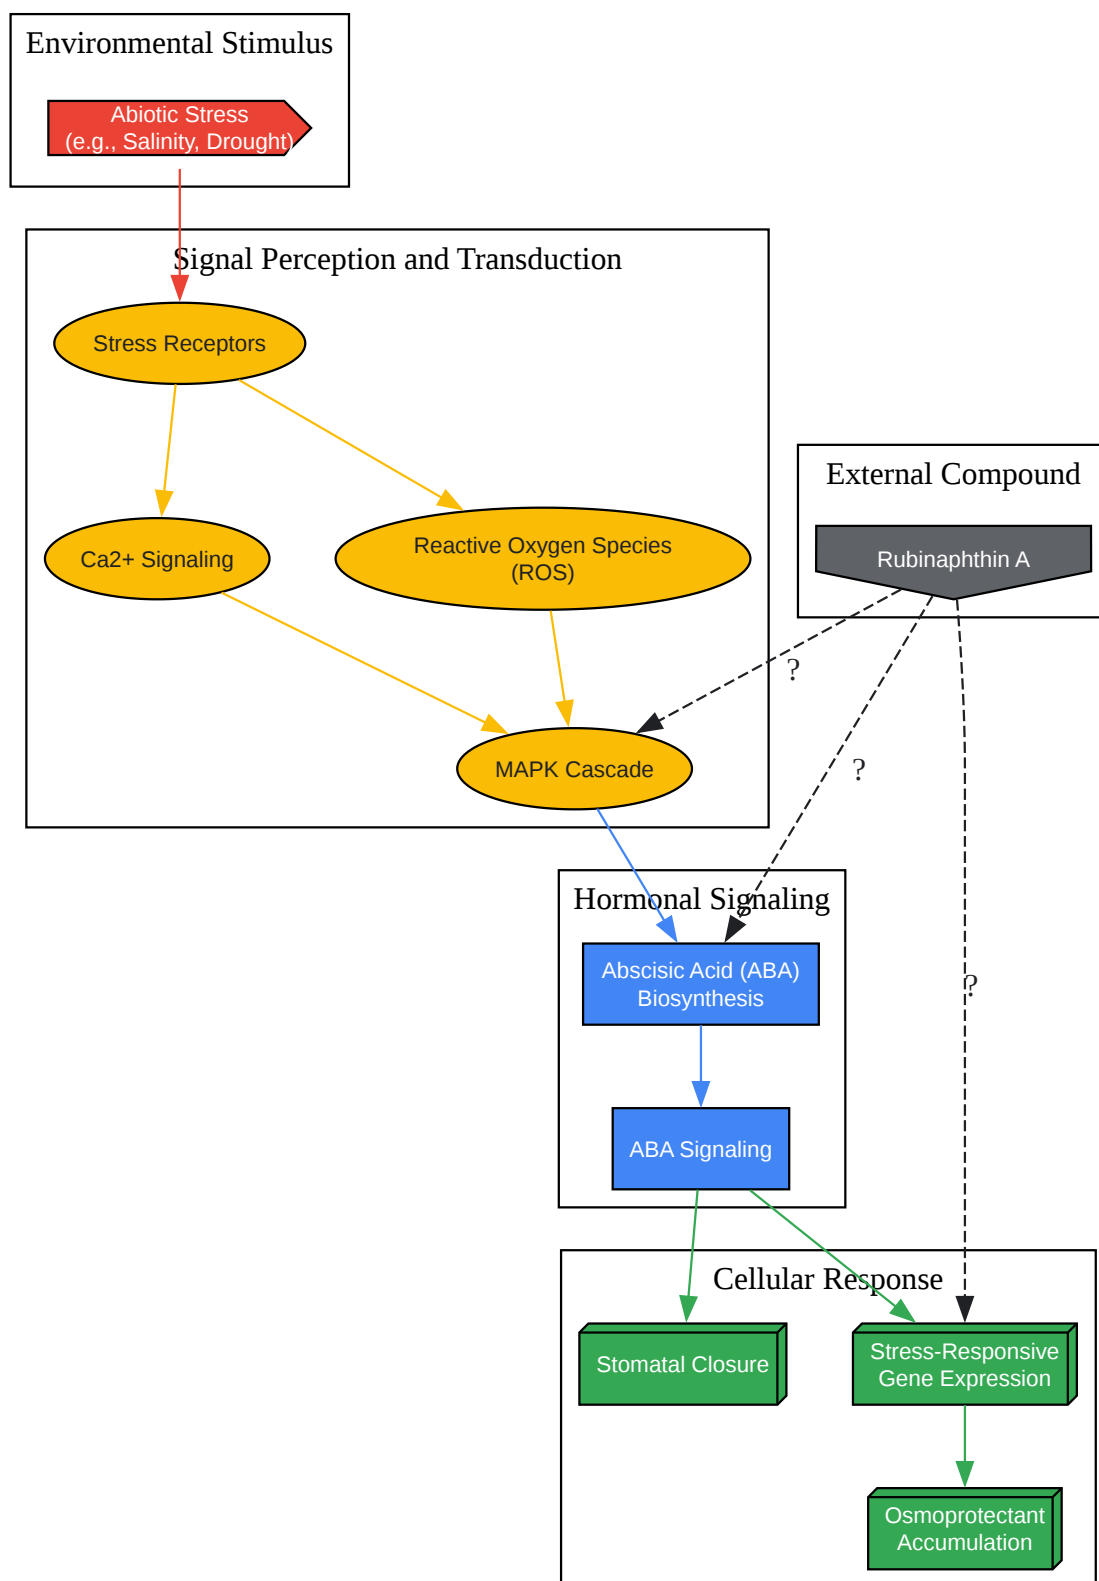 Environmental Stimulus
Abiotic Stress
(e.g., Salinity, Drought)
Signal Perception and Transduction
Stress Receptors
External Compound
Rubinaphthin A
Ca2+ Signaling
Reactive Oxygen Species
(ROS)
?
MAPK Cascade
?
Hormonal Signaling
Abscisic Acid (ABA)
Biosynthesis
?
ABA Signaling
Cellular Response
Stomatal Closure
Stress-Responsive
Gene Expression
Osmoprotectant
Accumulation